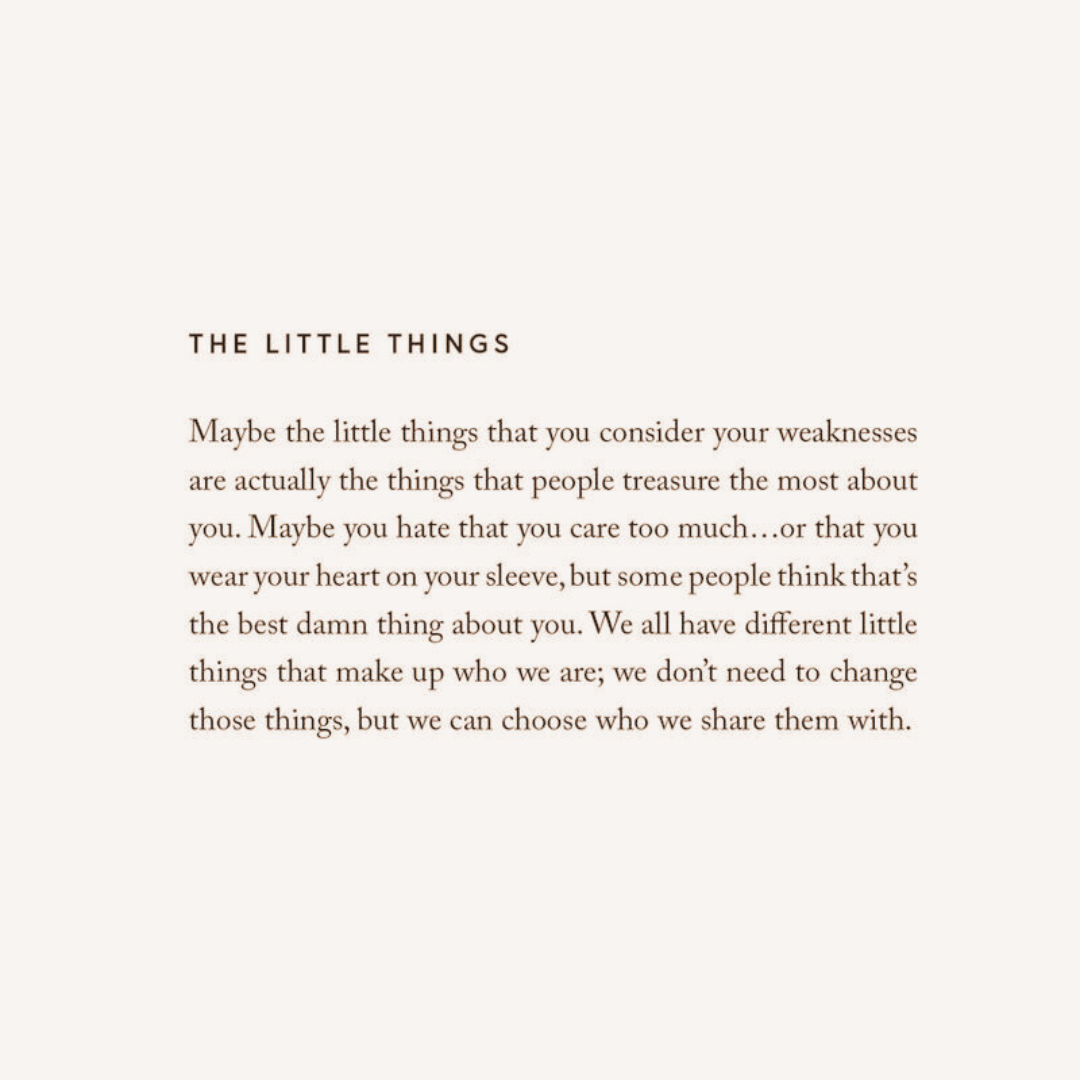 THE LITTLE THINGS
Maybe the little things that you consider your weaknesses
are actually the things that people treasure the most about
you. Maybe you hate that you care too much...or that you
wear your heart on your sleeve, but some people think that’s
the best damn thing about you. We all have different little
things that make up who we are; we don’t need to change
those things, but we can choose who we share them with.